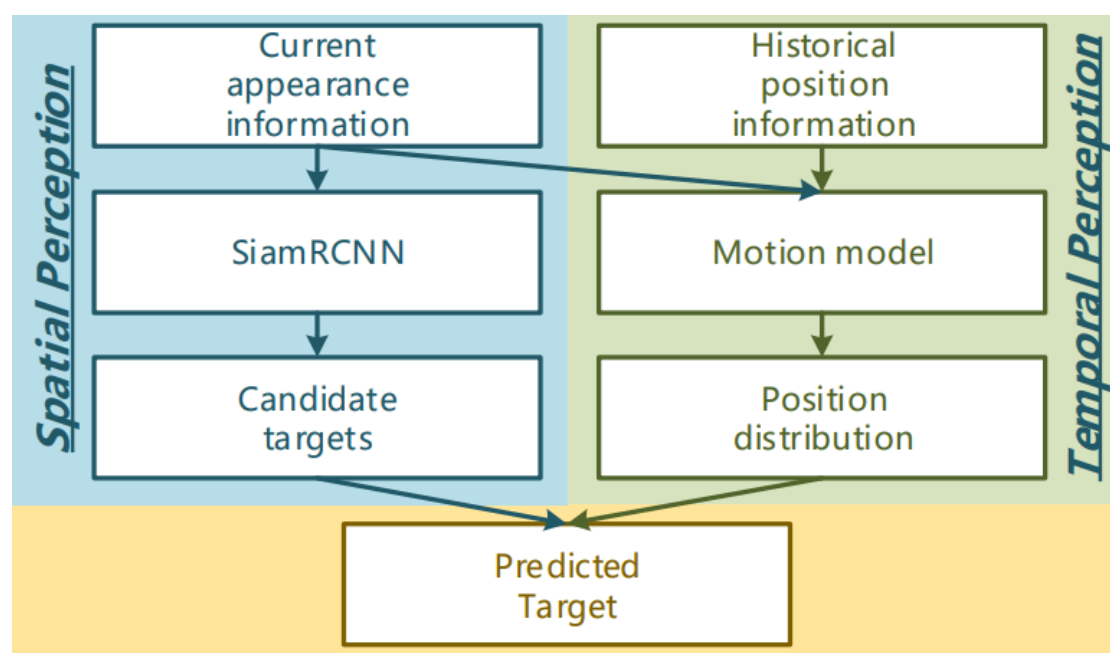 Spatial Perception
Current
appearance
information
SiamRCNN
Candidate
targets
Historical
position
information
Motion model
Position
distribution
Temporal Perception
Predicted
Target